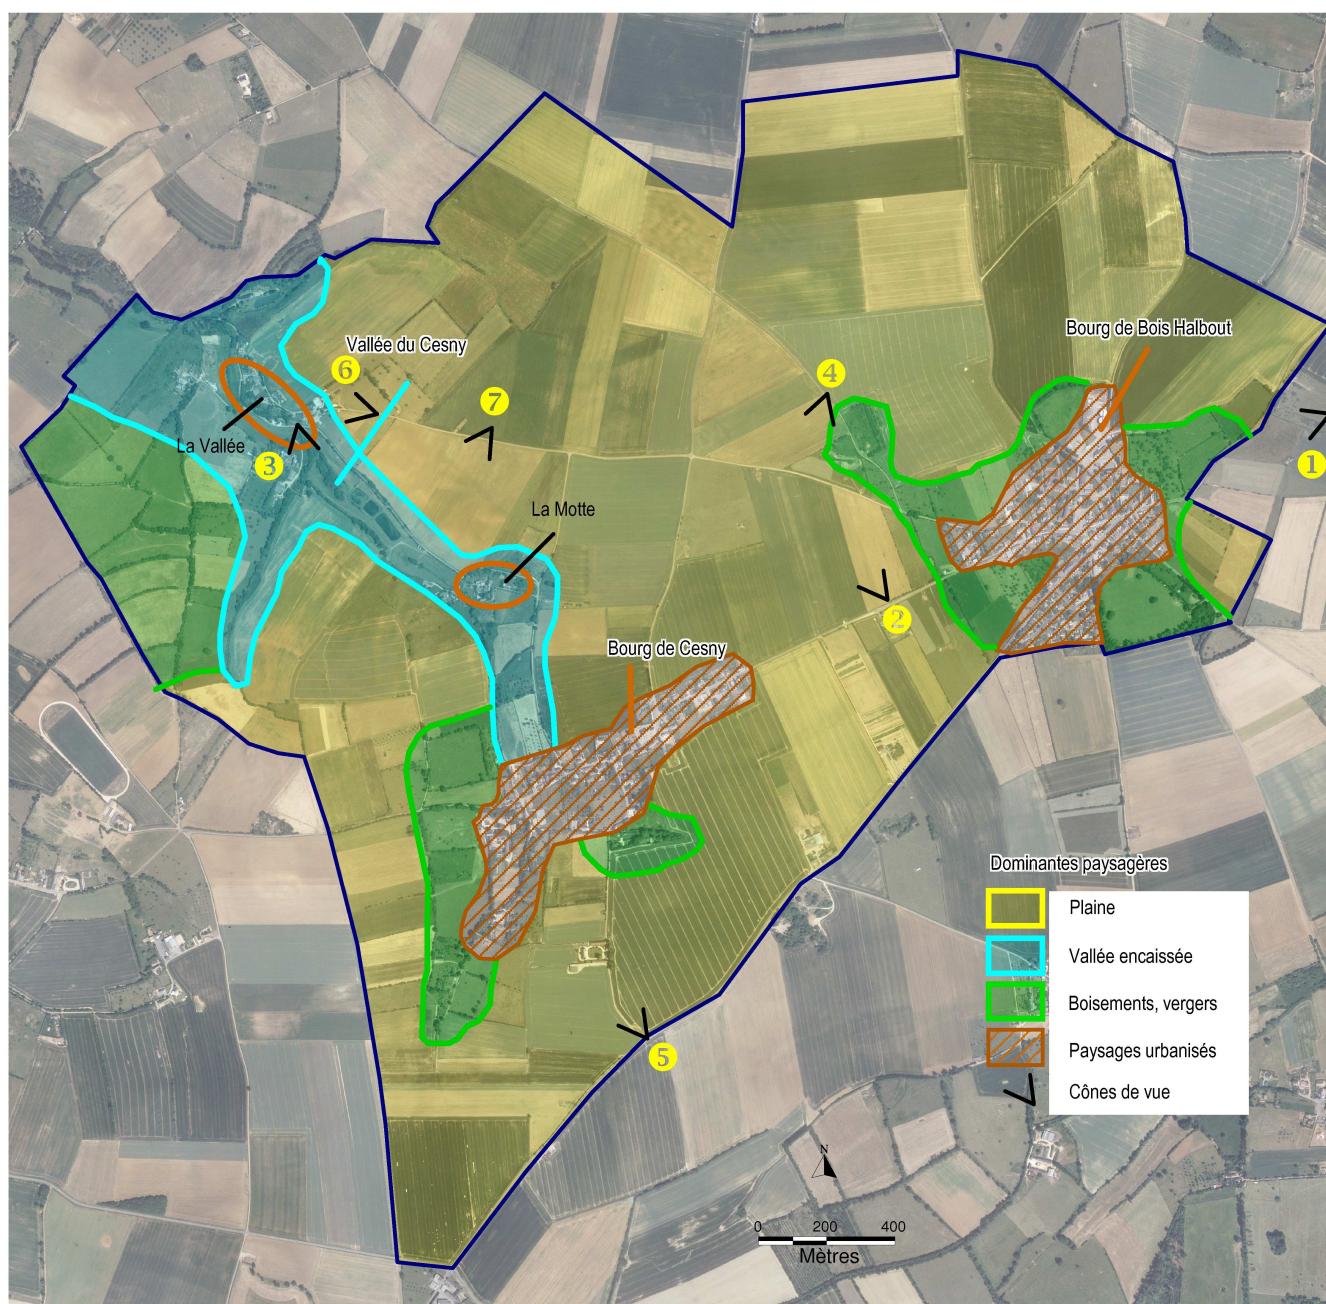 Bourg de Bois Halbout
Vallée du Cesny
6
4
7
La Vallée
3
1
La Motte
2
Bourg de Cesny
Dominantes paysagères
Plaine
Vallée encaissée
Boisements, vergers
Paysages urbanisés
Cônes de vue
5
N
0 200 400
Mètres